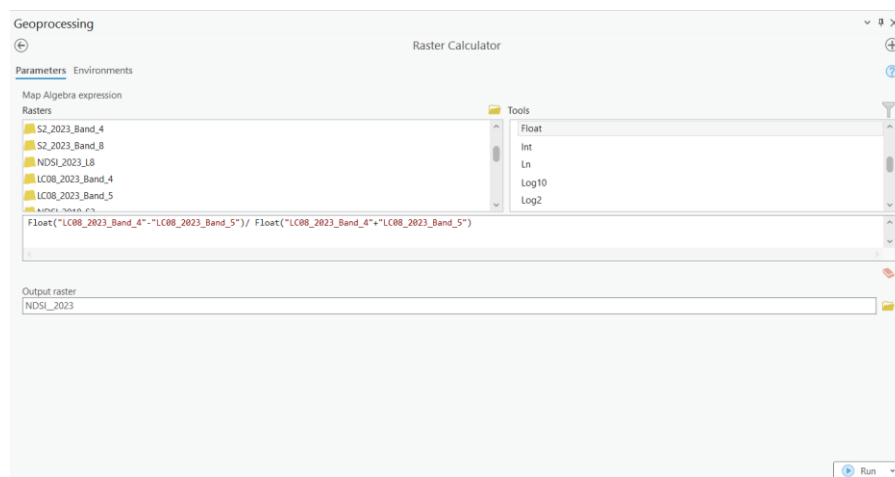 Geoprocessing
Raster Calculator
Parameters Environments
Map Algebra expression
Rasters
Tools
S2_2023_Band_4
S2_2023_Band_8
NDSI_2023_L8
LC08_2023_Band_4
LC08_2023_Band_5
NDSI_2018_S2
Float
Int
Ln
Log10
Log2
Float("LC08_2023_Band_4"-"LC08_2023_Band_5")/ Float("LC08_2023_Band_4"+"LC08_2023_Band_5")
Output raster
NDSI_2023
Run